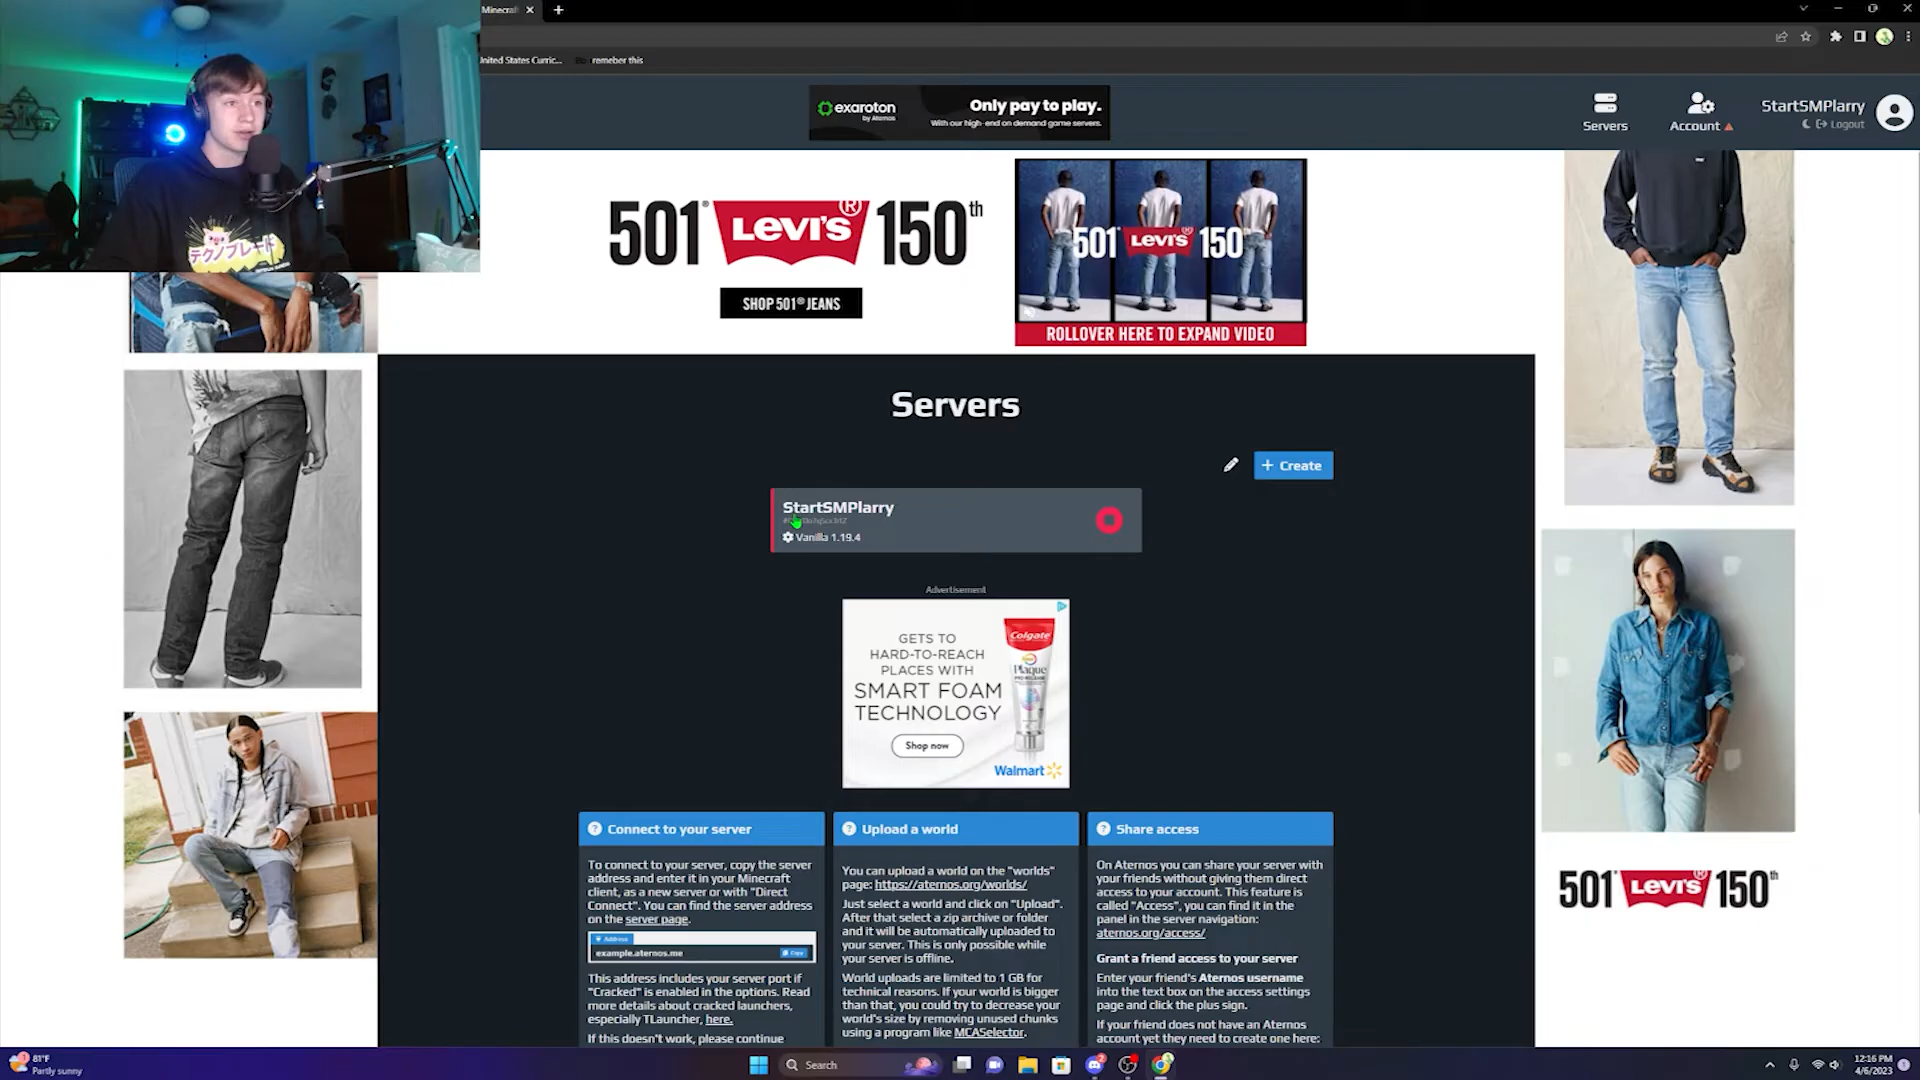 Minecraft
United States Curric...
remeber this
exaroton
by Aternos
Only pay to play.
With our high-end on demand game servers.
Servers
Account
StartSMPlarry
Logout
テクノブレード
501® LEVI'S® 150th
SHOP 501® JEANS
501 LEVI'S 150
ROLLOVER HERE TO EXPAND VIDEO
Servers
+ Create
StartSMPlarry
Vanilla 1.19.4
Advertisement
GETS TO
HARD-TO-REACH
PLACES WITH
SMART FOAM
TECHNOLOGY
Shop now
Colgate
Total
Plaque
PRO-RELEASE
Walmart
Connect to your server
To connect to your server, copy the server
address and enter it in your Minecraft
client, as a new server or with "Direct
Connect". You can find the server address
on the server page.
Address
example.aternos.me
Copy
This address includes your server port if
"Cracked" is enabled in the options. Read
more details about cracked launchers,
especially TLauncher, here.
If this doesn't work, please continue
Upload a world
You can upload a world on the "worlds"
page: https://aternos.org/worlds/
Just select a world and click on "Upload".
After that select a zip archive or folder
and it will be automatically uploaded to
your server. This is only possible while
your server is offline.
World uploads are limited to 1 GB for
technical reasons. If your world is bigger
than that, you could try to decrease your
world's size by removing unused chunks
using a program like MCASelector.
Share access
On Aternos you can share your server with
your friends without giving them direct
access to your account. This feature is
called "Access", you can find it in the
panel in the server navigation:
aternos.org/access/
Grant a friend access to your server
Enter your friend's Aternos username
into the text box on the access settings
page and click the plus sign.
If your friend does not have an Aternos
account yet they need to create one here:
501® LEVI'S 150th
81°F
Partly sunny
Search
12:16 PM
4/6/2023